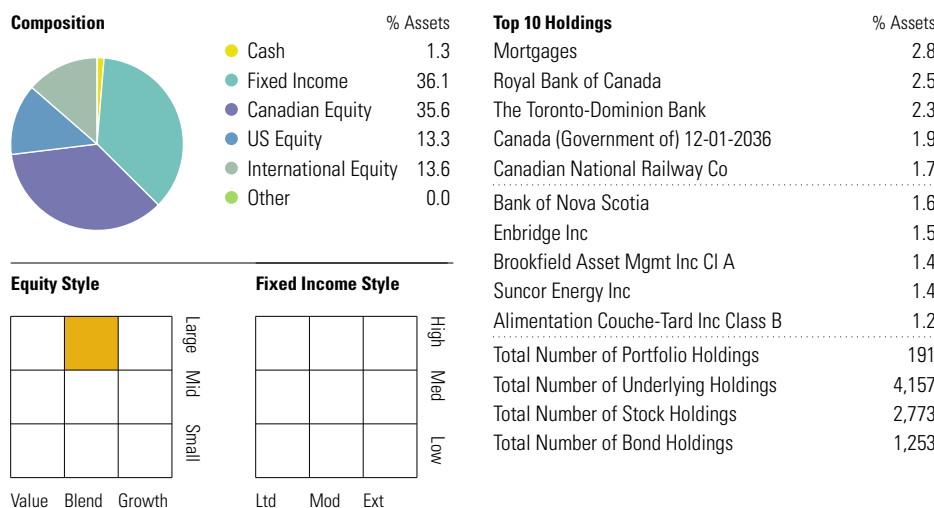 Composition % Assets
Cash 1.3
Fixed Income 36.1
Canadian Equity 35.6
US Equity 13.3
International Equity 13.6
Other 0.0
Equity Style
Large
Mid
Small
Value Blend Growth
Fixed Income Style
High
Med
Low
Ltd Mod Ext
Top 10 Holdings % Assets
Mortgages 2.8
Royal Bank of Canada 2.5
The Toronto-Dominion Bank 2.3
Canada (Government of) 12-01-2036 1.9
Canadian National Railway Co 1.7
Bank of Nova Scotia 1.6
Enbridge Inc 1.5
Brookfield Asset Mgmt Inc Cl A 1.4
Suncor Energy Inc 1.4
Alimentation Couche-Tard Inc Class B 1.2
Total Number of Portfolio Holdings 191
Total Number of Underlying Holdings 4,157
Total Number of Stock Holdings 2,773
Total Number of Bond Holdings 1,253